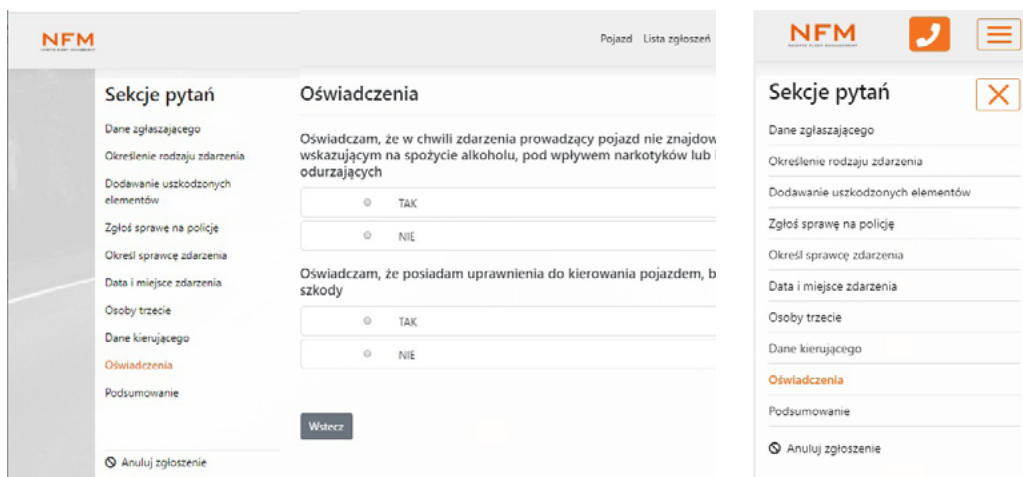 NFM
Pojazd Lista zgłoszeń
Sekcje pytań
Dane zgłaszającego
Określenie rodzaju zdarzenia
Dodawanie uszkodzonych
elementów
Zgłoś sprawę na policję
Określ sprawcę zdarzenia
Data i miejsce zdarzenia
Osoby trzecie
Dane kierującego
Oświadczenia
Podsumowanie
Anuluj zgłoszenie
Oświadczenia
Oświadczam, że w chwili zdarzenia prowadzący pojazd nie znajdow
wskazującym na spożycie alkoholu, pod wpływem narkotyków lub
odurzających
TAK
NIE
Oświadczam, że posiadam uprawnienia do kierowania pojazdem, b
szkody
TAK
NIE
Wstecz
NFM
Sekcje pytań
Dane zgłaszającego
Określenie rodzaju zdarzenia
Dodawanie uszkodzonych elementów
Zgłoś sprawę na policję
Określ sprawcę zdarzenia
Data i miejsce zdarzenia
Osoby trzecie
Dane kierującego
Oświadczenia
Podsumowanie
Anuluj zgłoszenie